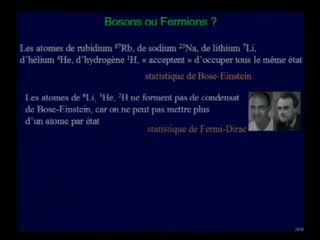 Bosons ou Fermions ?
Les atomes de rubidium ⁸⁷Rb, de sodium ²³Na, de lithium ⁷Li,
d'hélium ⁴He, d'hydrogène ¹H, « acceptent » d'occuper tous le même état
statistique de Bose-Einstein
Les atomes de ⁶Li, ³He, ²H ne forment pas de condensat
de Bose-Einstein, car on ne peut pas mettre plus
d'un atome par état
statistique de Fermi-Dirac